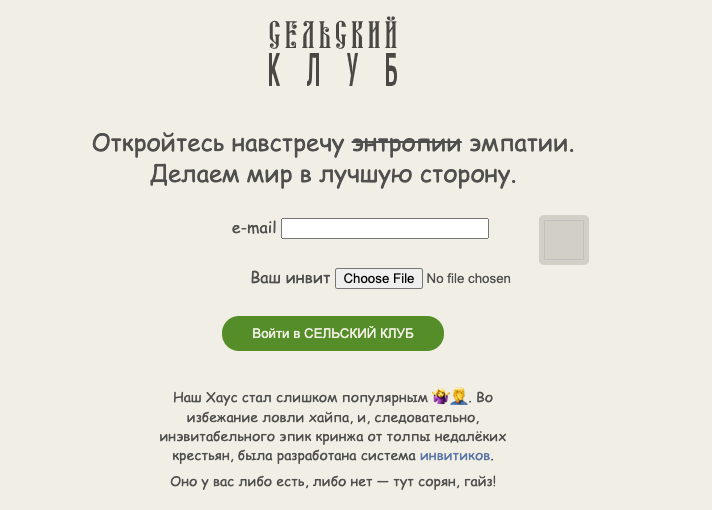 СЕЛЬСКИЙ
КЛУБ
Откройтесь навстречу энтропии эмпатии.
Делаем мир в лучшую сторону.
e-mail
Ваш инвит Choose File No file chosen
Войти в СЕЛЬСКИЙ КЛУБ
Наш Хаус стал слишком популярным 🤷‍♀️🤦‍♂️. Во
избежание ловли хайпа, и, следовательно,
инэвитабельного эпик кринжа от толпы недалёких
крестьян, была разработана система инвитиков.
Оно у вас либо есть, либо нет — тут сорян, гайз!